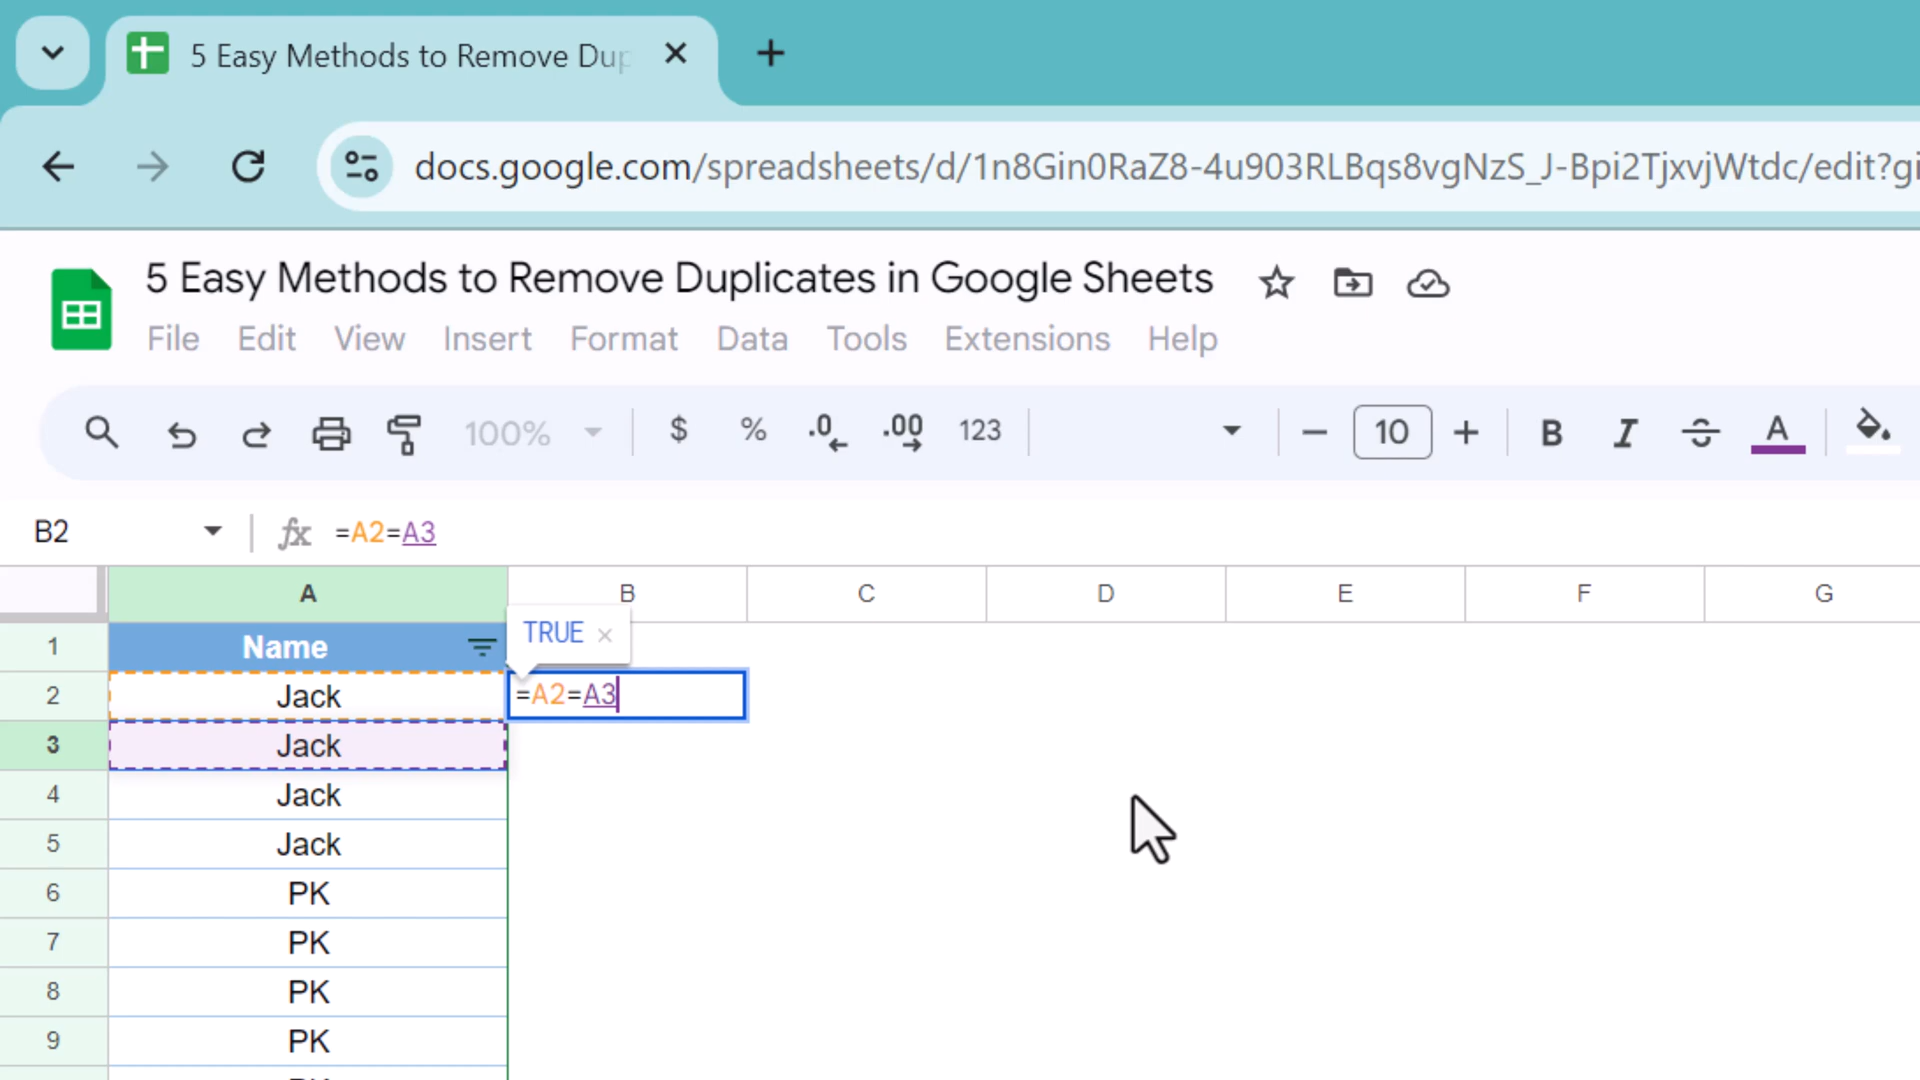 5 Easy Methods to Remove Dup
docs.google.com/spreadsheets/d/1n8Gin0RaZ8-4u903RLBqs8vgNzS_J-Bpi2TjxvjWtdc/edit?gi
5 Easy Methods to Remove Duplicates in Google Sheets
File Edit View Insert Format Data Tools Extensions Help
100% $ % .0 .00 123 10 B I A
B2 fx =A2=A3
A B C D E F G
TRUE
1 Name
2 Jack =A2=A3
3 Jack
4 Jack
5 Jack
6 PK
7 PK
8 PK
9 PK